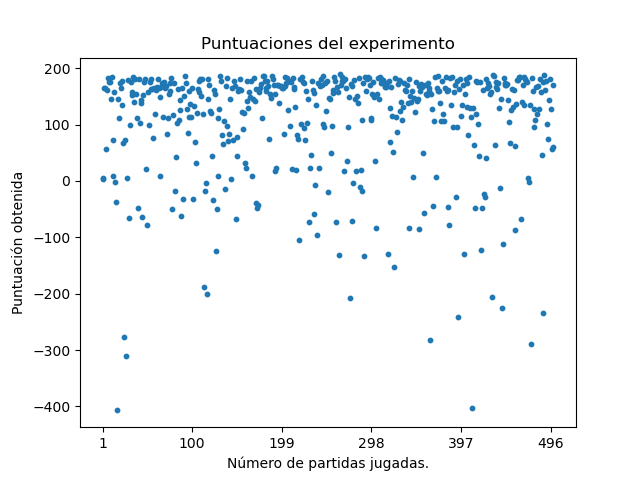 Puntuaciones del experimento
Puntuación obtenida
200
100
0
−100
−200
−300
−400
1 100 199 298 397 496
Número de partidas jugadas.